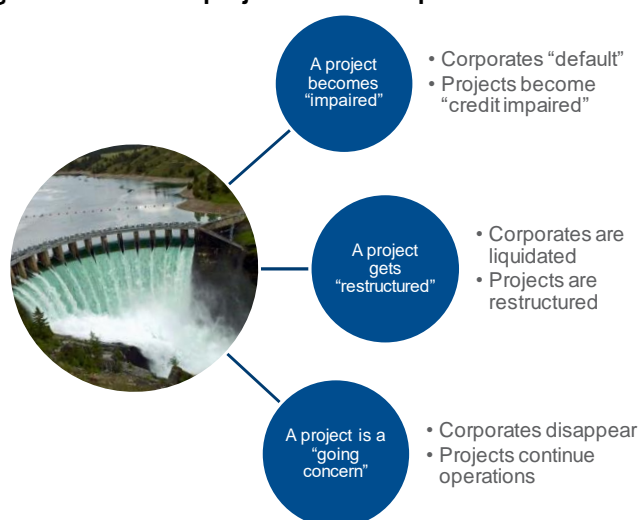 A project
becomes
“impaired”
• Corporates “default”
• Projects become
“credit impaired”
A project
gets
“restructured”
• Corporates are
liquidated
• Projects are
restructured
A project is a
“going
concern”
• Corporates disappear
• Projects continue
operations